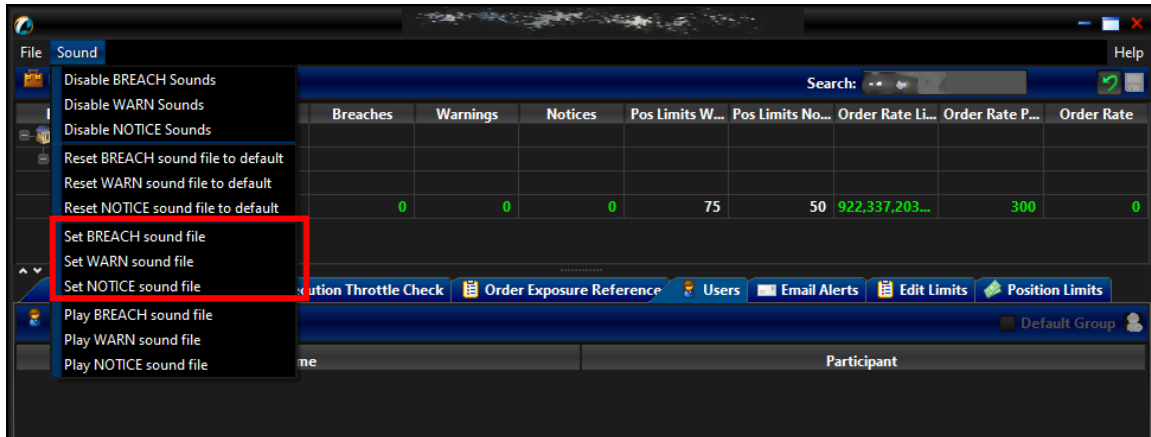 File Sound Help
Disable BREACH Sounds
Search:
Disable WARN Sounds
Breaches Warnings Notices Pos Limits W... Pos Limits No... Order Rate Li... Order Rate P... Order Rate
Disable NOTICE Sounds
Reset BREACH sound file to default
Reset WARN sound file to default
Reset NOTICE sound file to default
0 0 0 75 50 922,337,203... 300 0
Set BREACH sound file
Set WARN sound file
Set NOTICE sound file
Throttle Check Order Exposure Reference Users Email Alerts Edit Limits Position Limits
Play BREACH sound file
Default Group
Play WARN sound file
Play NOTICE sound file
Participant